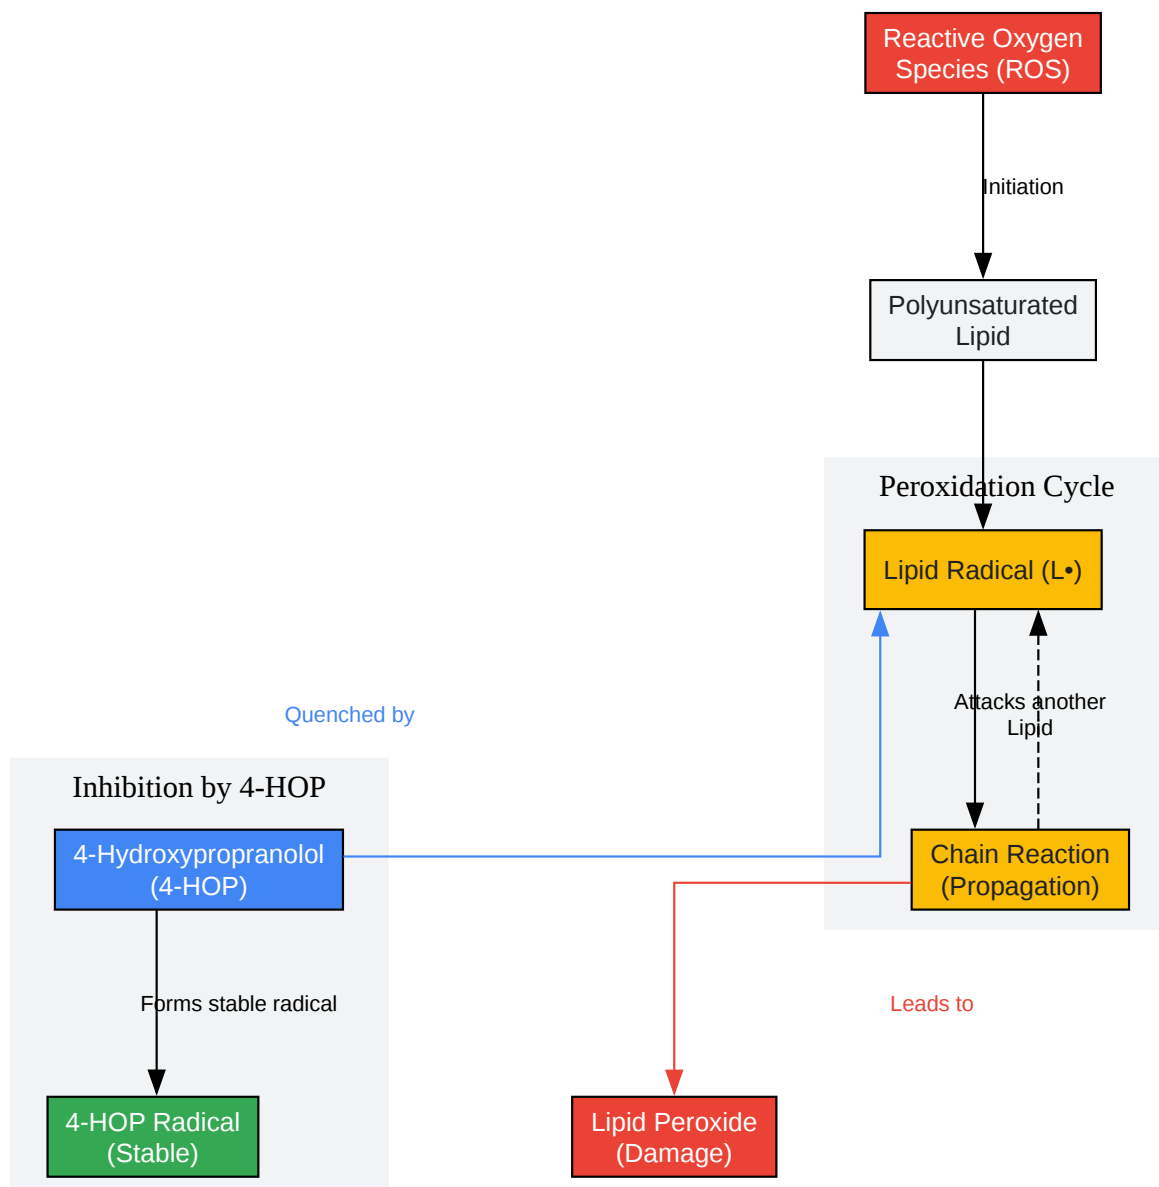 Reactive Oxygen
Species (ROS)
Initiation
Polyunsaturated
Lipid
Peroxidation Cycle
Lipid Radical (L•)
Attacks another
Lipid
Quenched by
Inhibition by 4-HOP
4-Hydroxypropranolol
(4-HOP)
Chain Reaction
(Propagation)
Forms stable radical
Leads to
4-HOP Radical
(Stable)
Lipid Peroxide
(Damage)